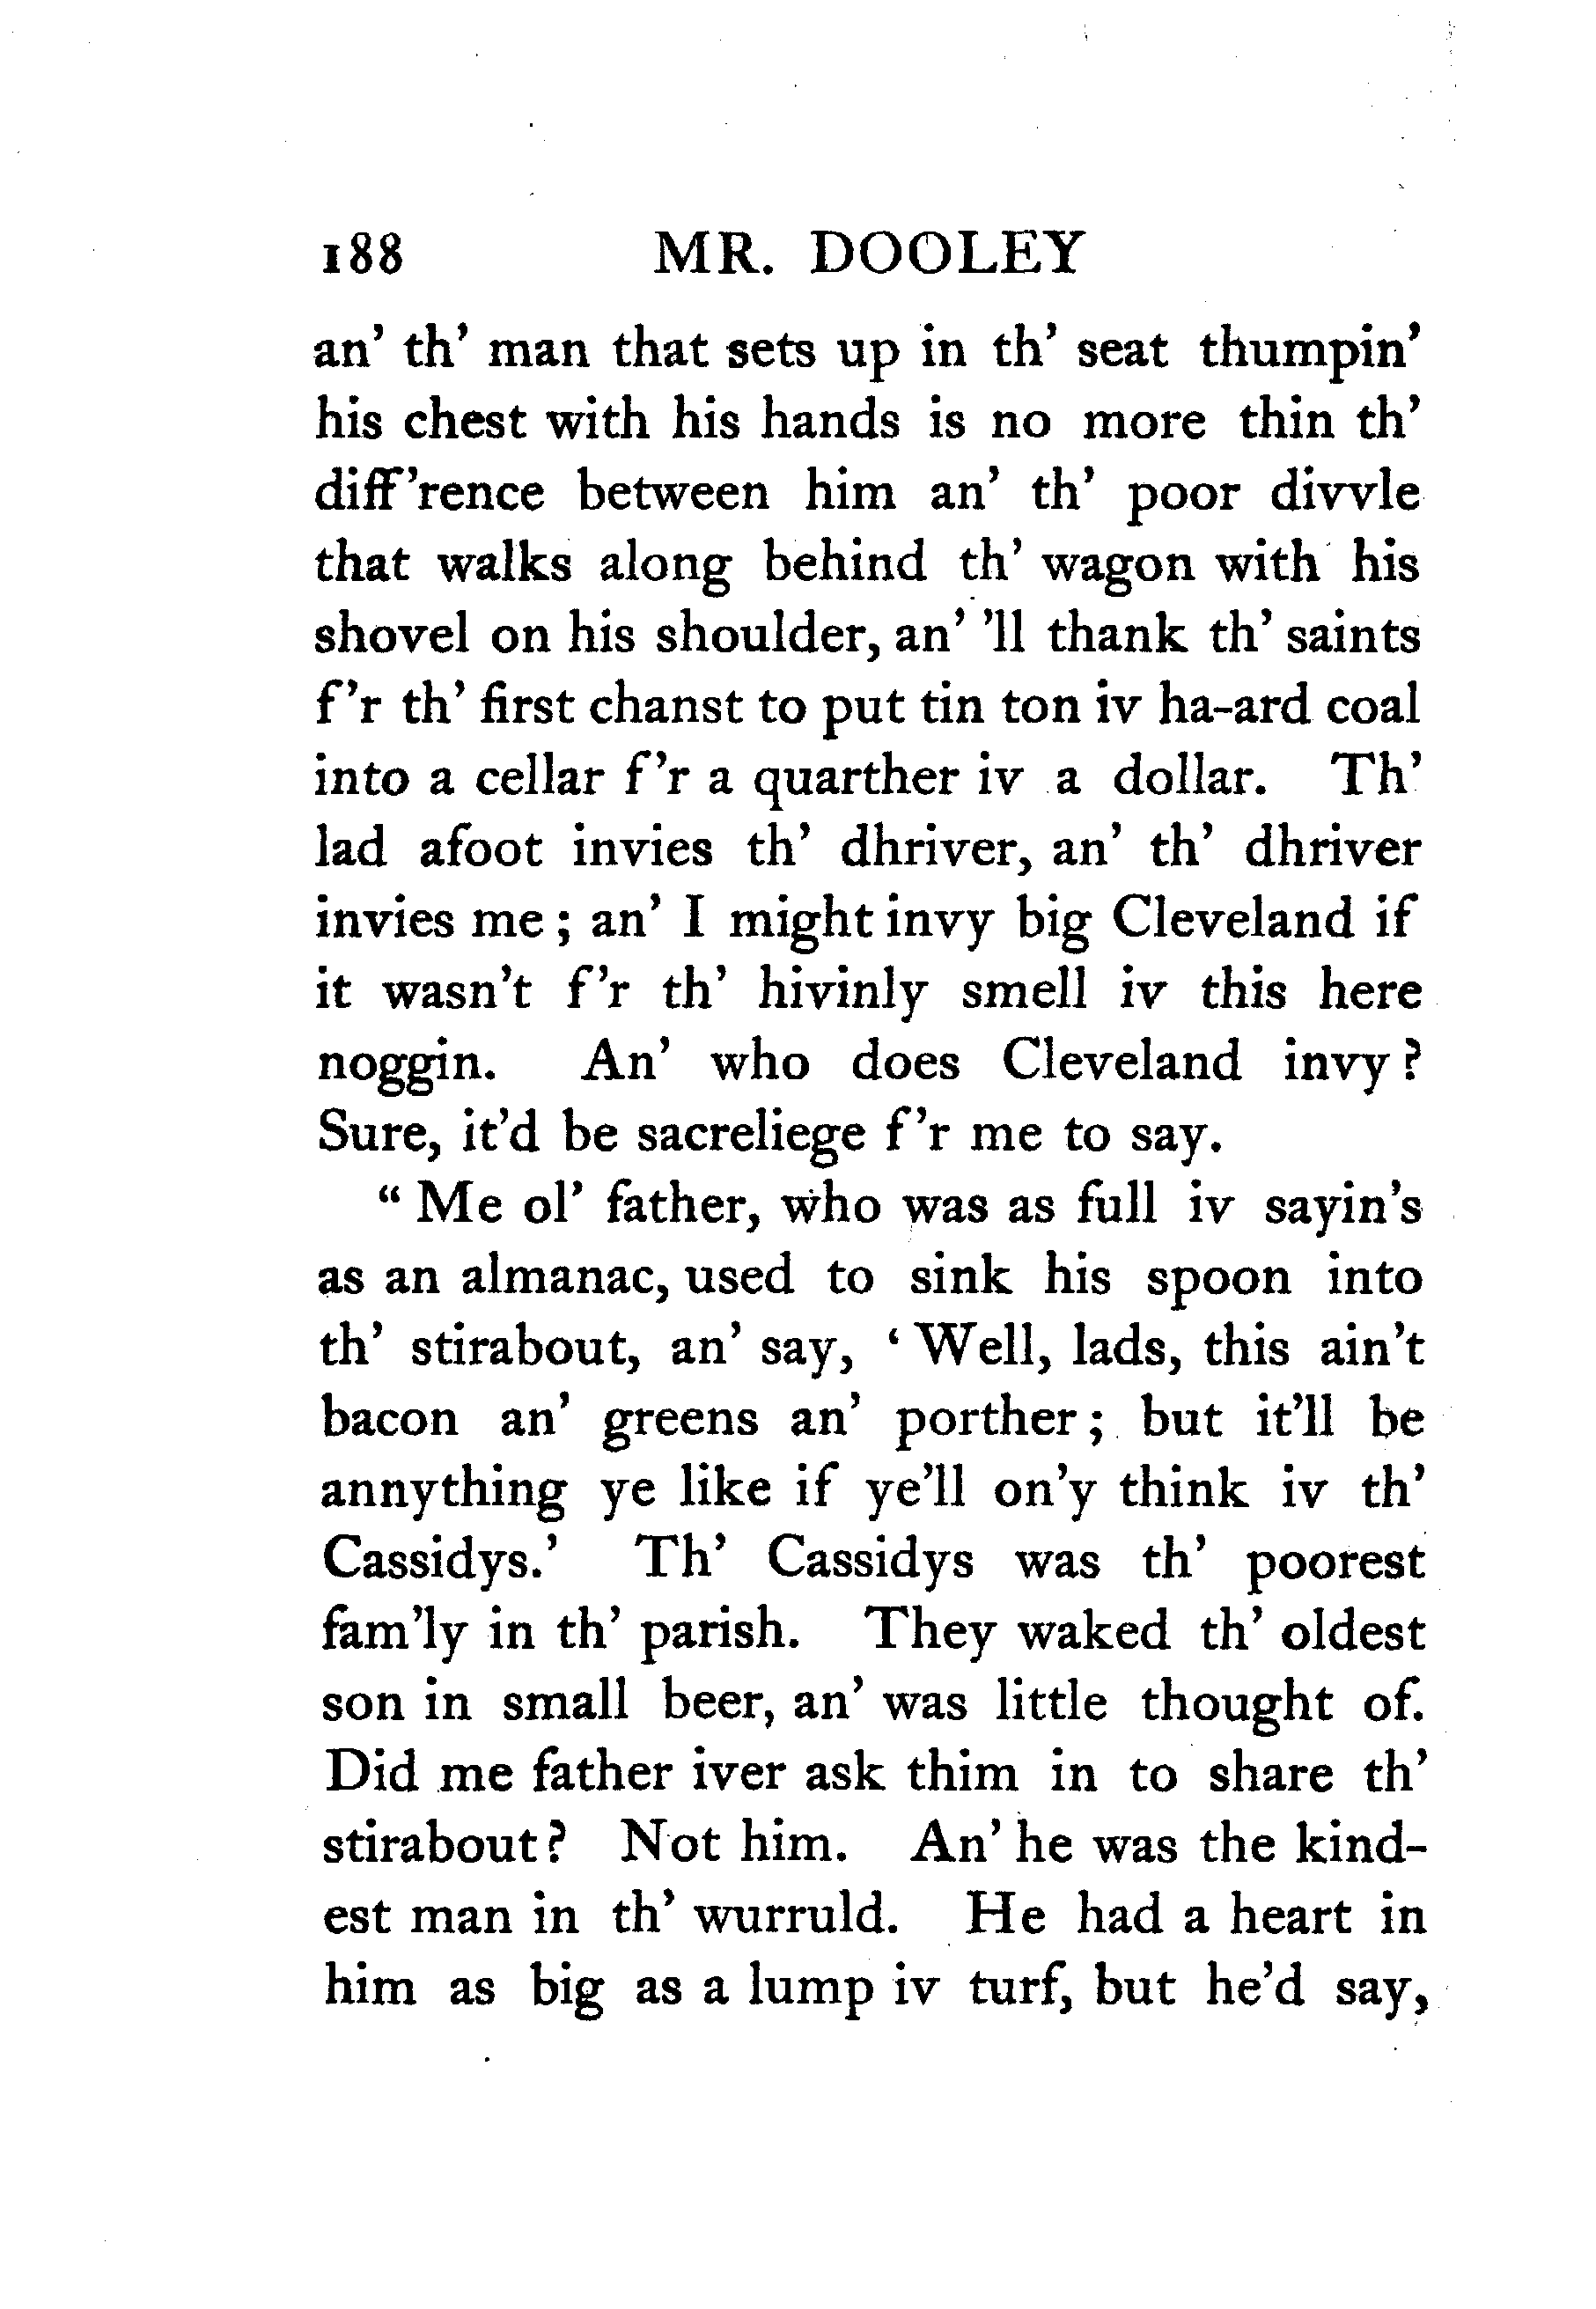 188 MR. DOOLEY
an' th' man that sets up in th' seat thumpin'
his chest with his hands is no more thin th'
diff'rence between him an' th' poor divvle
that walks along behind th' wagon with his
shovel on his shoulder, an' 'll thank th' saints
f'r th' first chanst to put tin ton iv ha-ard coal
into a cellar f'r a quarther iv a dollar. Th'
lad afoot invies th' dhriver, an' th' dhriver
invies me; an' I might invy big Cleveland if
it wasn't f'r th' hivinly smell iv this here
noggin. An' who does Cleveland invy?
Sure, it'd be sacreliege f'r me to say.
"Me ol' father, who was as full iv sayin's
as an almanac, used to sink his spoon into
th' stirabout, an' say, 'Well, lads, this ain't
bacon an' greens an' porther; but it'll be
annything ye like if ye'll on'y think iv th'
Cassidys.' Th' Cassidys was th' poorest
fam'ly in th' parish. They waked th' oldest
son in small beer, an' was little thought of.
Did me father iver ask thim in to share th'
stirabout? Not him. An' he was the kind-
est man in th' wurruld. He had a heart in
him as big as a lump iv turf, but he'd say,